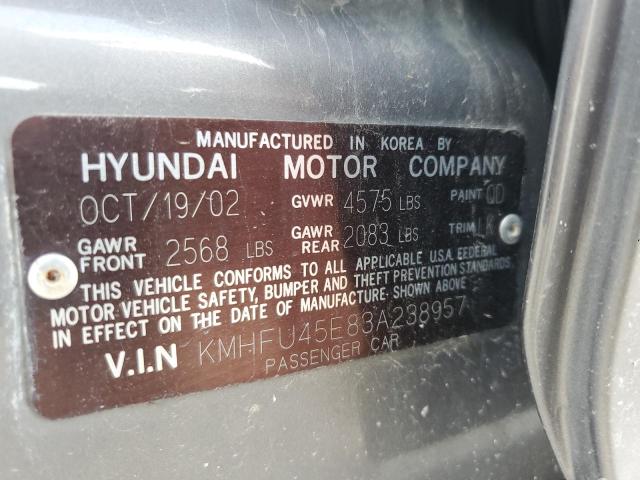 MANUFACTURED IN KOREA BY
HYUNDAI MOTOR COMPANY
OCT/19/02 GVWR 4575 LBS PAINT QD
GAWR FRONT 2568 LBS GAWR REAR 2083 LBS TRIM LK
THIS VEHICLE CONFORMS TO ALL APPLICABLE U.S.A. FEDERAL
MOTOR VEHICLE SAFETY, BUMPER AND THEFT PREVENTION STANDARDS
IN EFFECT ON THE DATE OF MANUFACTURE SHOWN ABOVE
V.I.N KMHFU45E83A238957
PASSENGER CAR